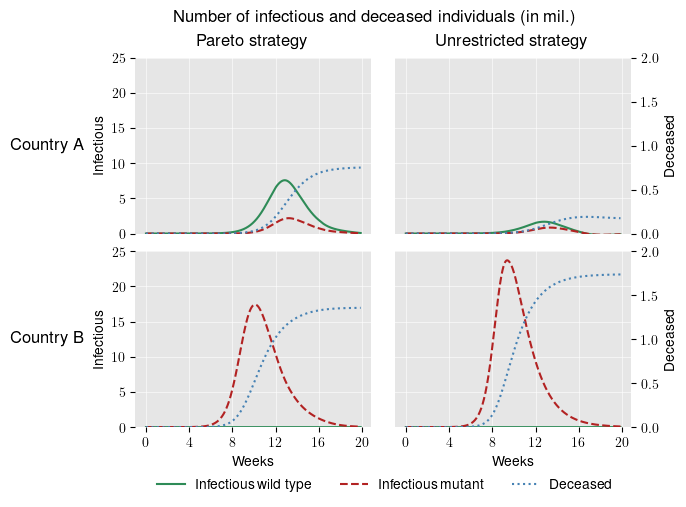 Number of infectious and deceased individuals (in mil.)
Pareto strategy
Unrestricted strategy
Country A
Infectious
25
20
15
10
5
0
2.0
1.5
1.0
0.5
0.0
Deceased
Country B
Infectious
25
20
15
10
5
0
2.0
1.5
1.0
0.5
0.0
Deceased
0 4 8 12 16 20
0 4 8 12 16 20
Weeks
Weeks
Infectious wild type
Infectious mutant
Deceased